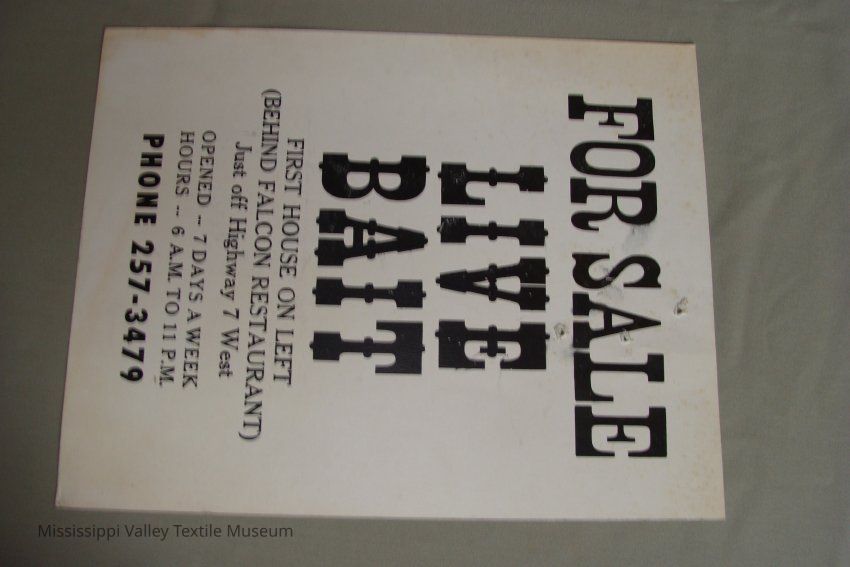 FOR SALE
LIVE
BAIT
FIRST HOUSE ON LEFT
(BEHIND FALCON RESTAURANT)
Just off Highway 7 West
OPENED -- 7 DAYS A WEEK
HOURS -- 6 A.M. TO 11 P.M.
PHONE 257-3479
Mississippi Valley Textile Museum